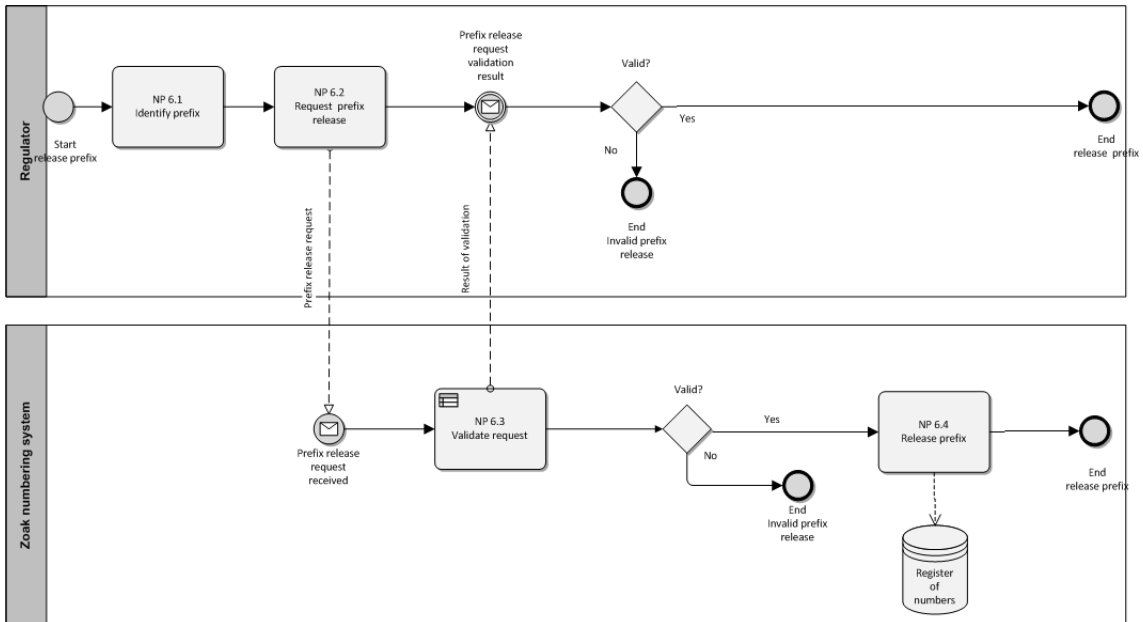 Regulator
Start
release prefix
NP 6.1
Identify prefix
NP 6.2
Request prefix
release
Prefix release
request
validation
result
Valid?
Yes
No
End
Invalid prefix
release
End
release prefix
Prefix release request
Result of validation
Zoak numbering system
Prefix release
request
received
NP 6.3
Validate request
Valid?
Yes
No
End
Invalid prefix
release
NP 6.4
Release prefix
Register
of
numbers
End
release prefix